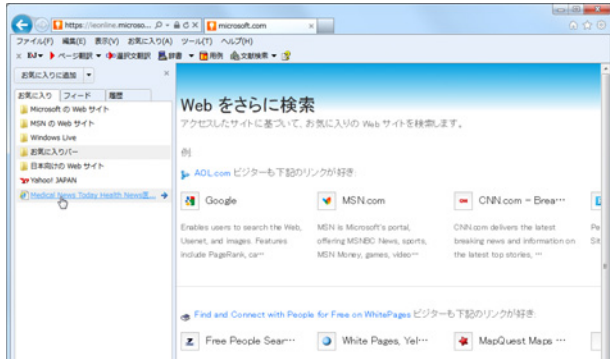 https://ieonline.microso...
microsoft.com
ファイル(F) 編集(E) 表示(V) お気に入り(A) ツール(T) ヘルプ(H)
ページ翻訳 選択文翻訳 辞書 用例 文献検索
お気に入りに追加
お気に入り フィード 履歴
Microsoft の Web サイト
MSN の Web サイト
Windows Live
お気に入りバー
日本向けの Web サイト
Yahoo! JAPAN
Medical News Today Health News医...
Web をさらに検索
アクセスしたサイトに基づいて、お気に入りの Web サイトを検索します。
例
AOL.com ビジターも下記のリンクが好き:
Google
MSN.com
CNN.com - Brea...
Enables users to search the Web,
Usenet, and images. Features
include PageRank, ca...
MSN is Microsoft's portal,
offering MSNBC News, sports,
MSN Money, games, video...
CNN.com delivers the latest
breaking news and information on
the latest top stories, ...
Find and Connect with People for Free on WhitePages ビジターも下記のリンクが好き:
Free People Sear...
White Pages, Yel...
MapQuest Maps ...